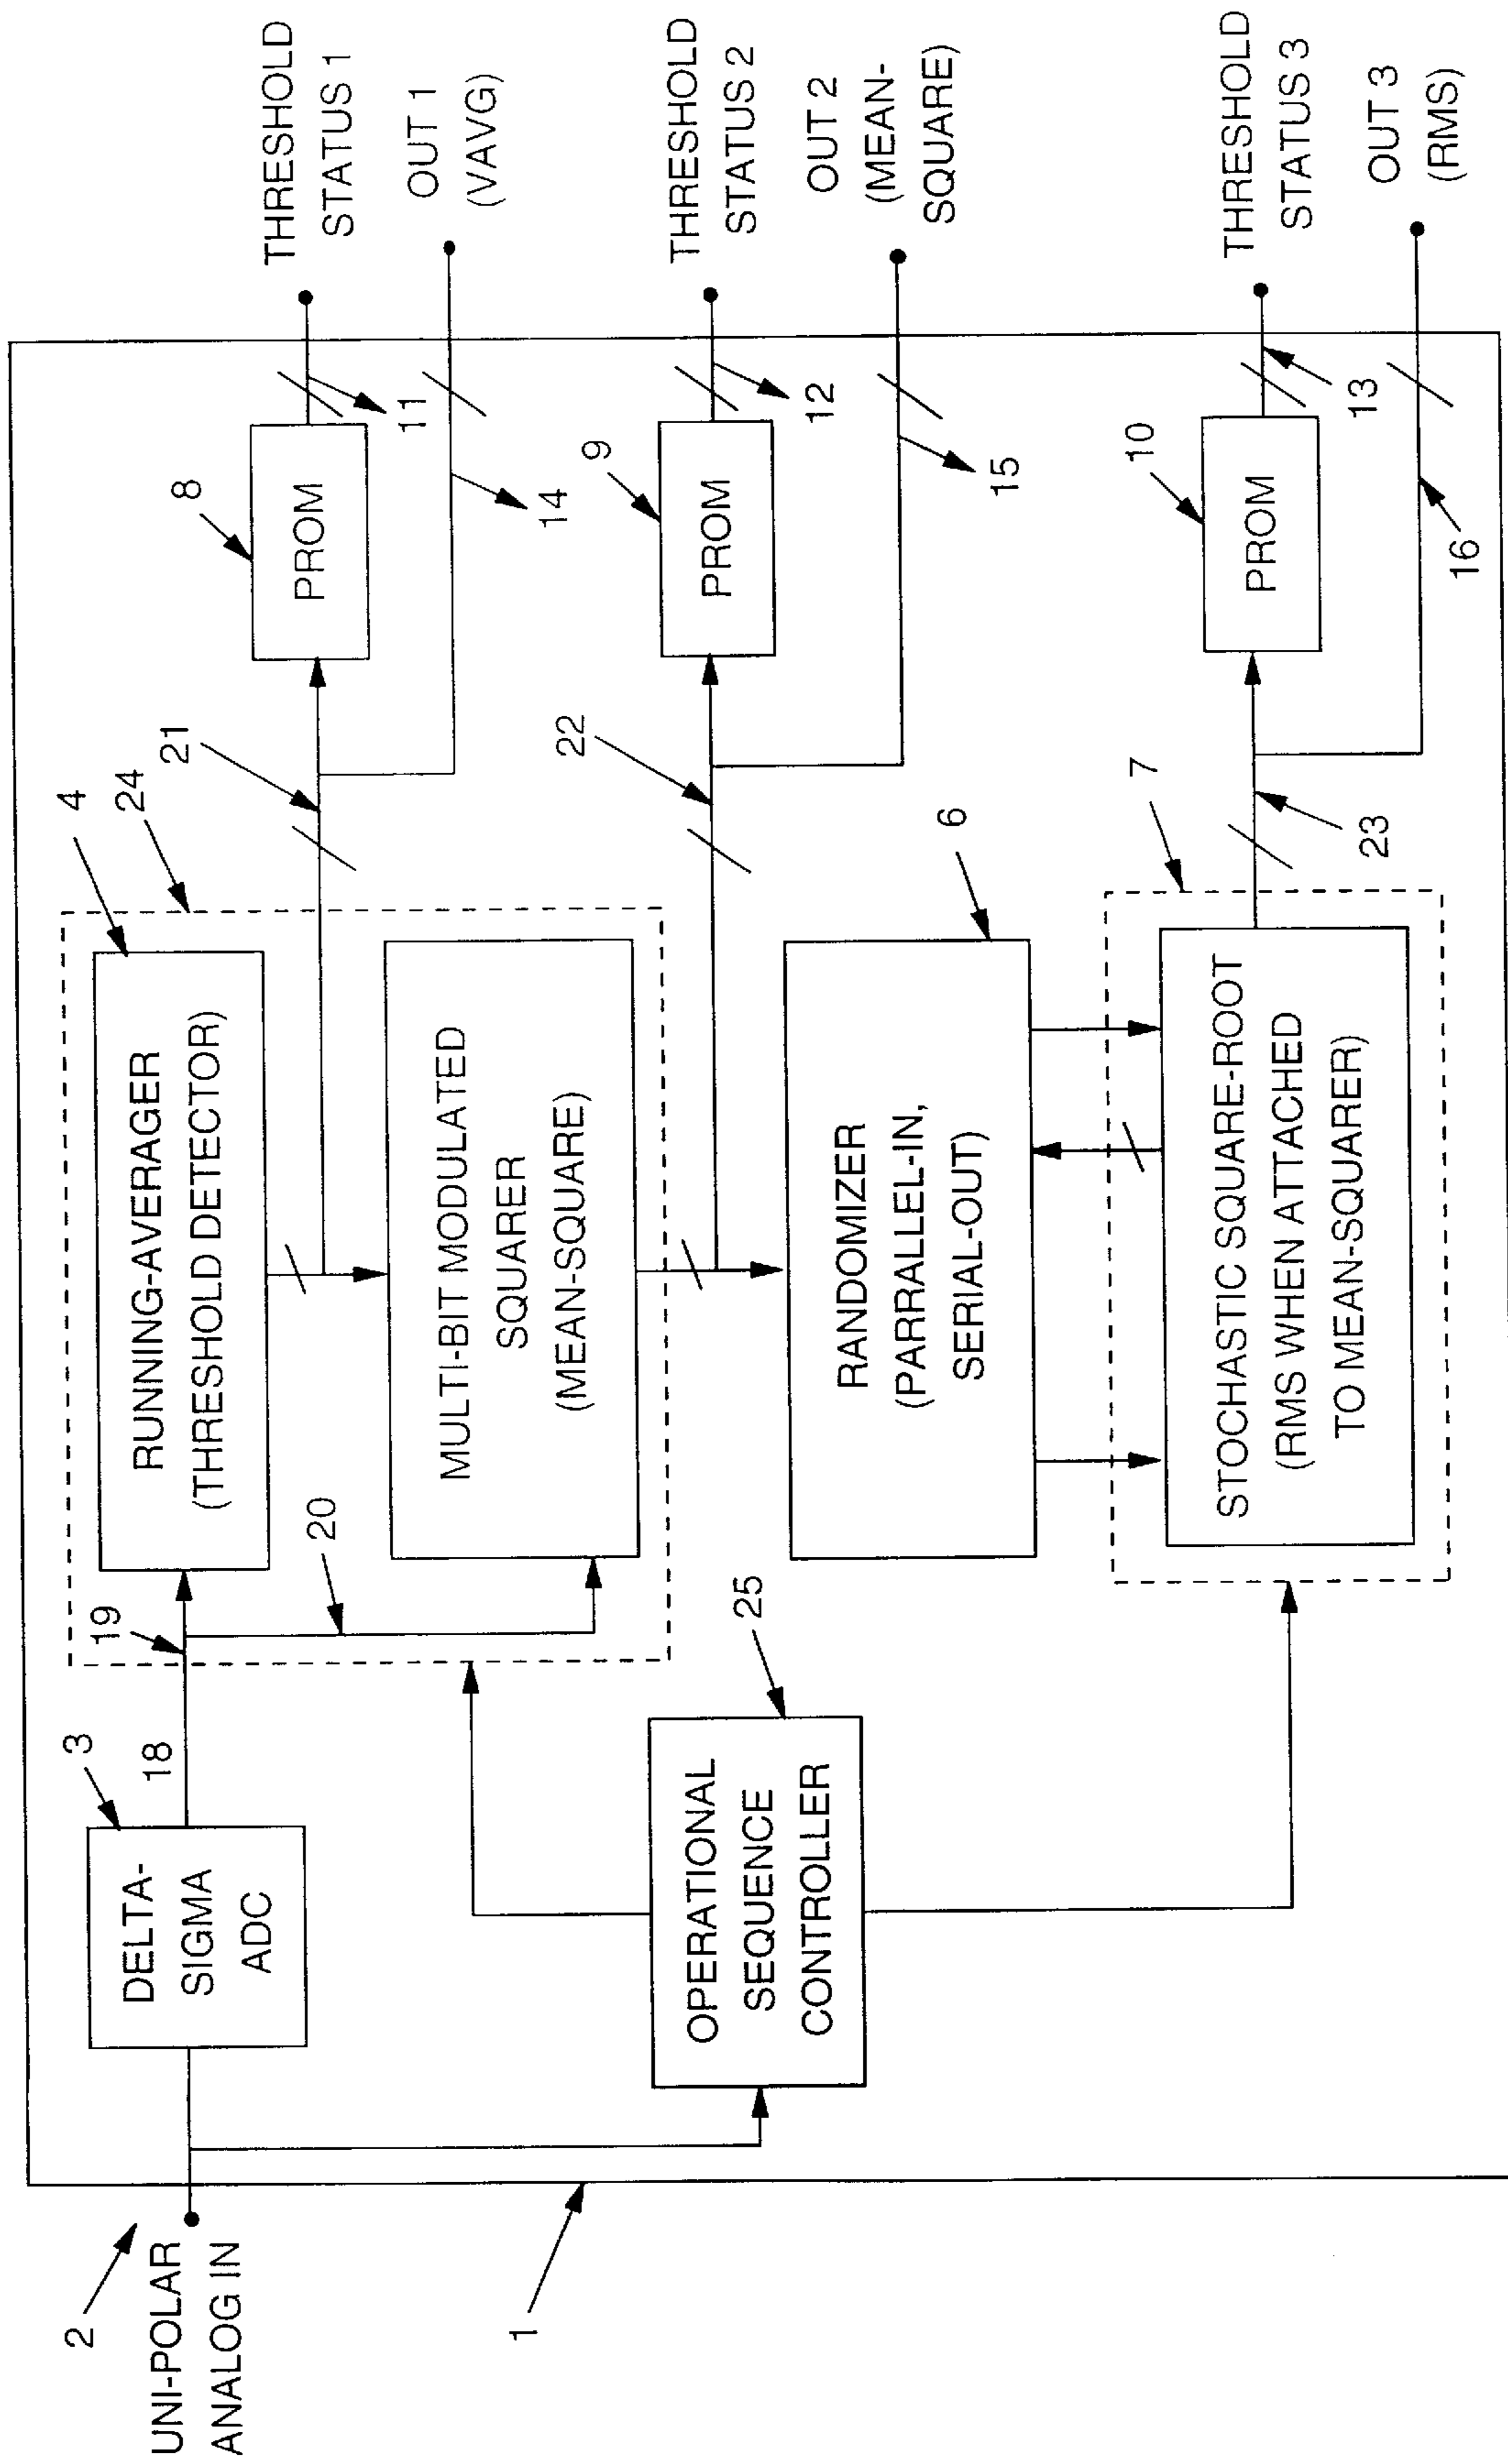 2
UNI-POLAR
ANALOG IN
1
3
DELTA-
SIGMA
ADC
18
19
20
OPERATIONAL
SEQUENCE
CONTROLLER
25
4
24
RUNNING-AVERAGER
(THRESHOLD DETECTOR)
MULTI-BIT MODULATED
SQUARER
(MEAN-SQUARE)
RANDOMIZER
(PARRALLEL-IN,
SERIAL-OUT)
6
STOCHASTIC SQUARE-ROOT
(RMS WHEN ATTACHED
TO MEAN-SQUARER)
7
21
22
23
8
PROM
9
PROM
10
PROM
11
14
12
15
13
16
THRESHOLD
STATUS 1
OUT 1
(VAVG)
THRESHOLD
STATUS 2
OUT 2
(MEAN-
SQUARE)
THRESHOLD
STATUS 3
OUT 3
(RMS)